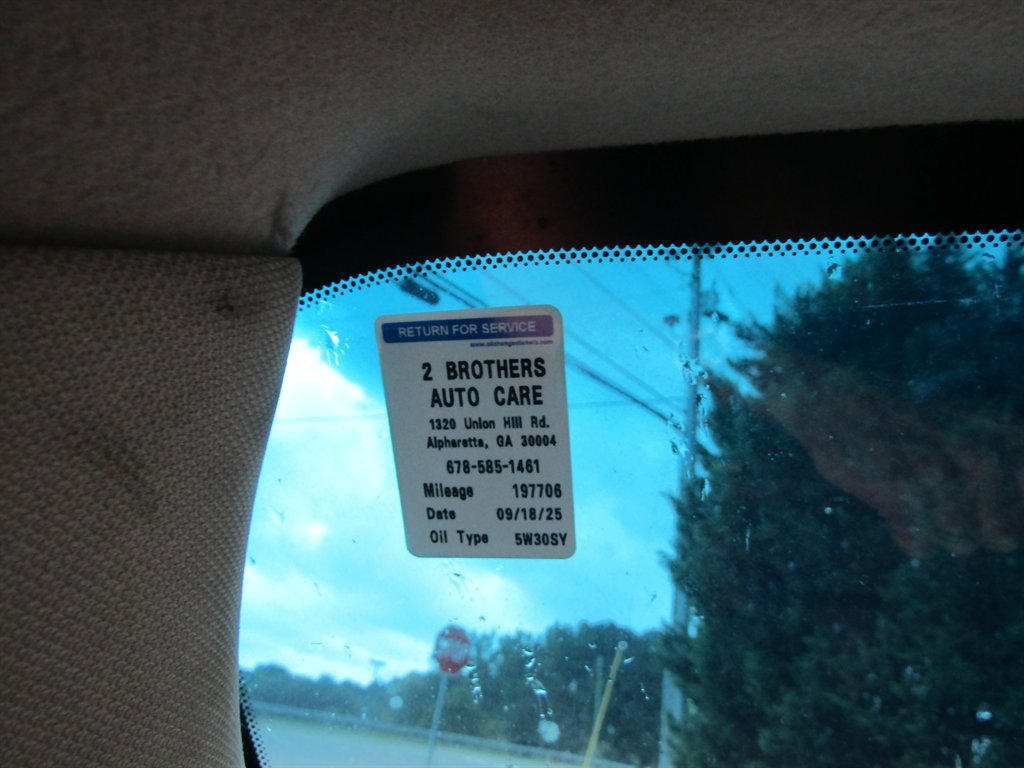 RETURN FOR SERVICE
2 BROTHERS
AUTO CARE
1320 Union Hill Rd.
Alpharetta, GA 30004
678-585-1461
Mileage 197706
Date 09/18/25
Oil Type 5W30SY